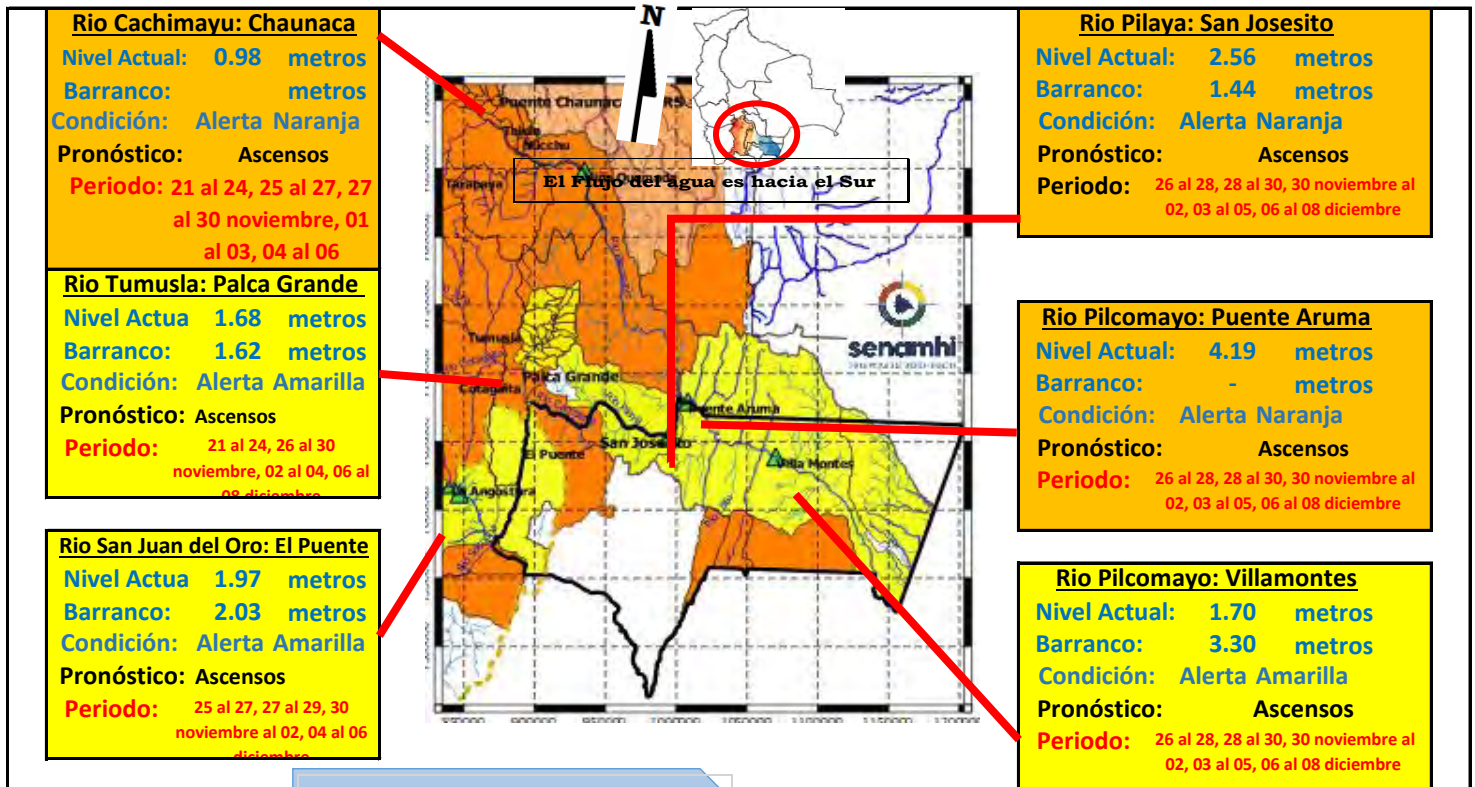 Rio Cachimayu: Chaunaca
Nivel Actual: 0.98 metros
Barranco: metros
Condición: Alerta Naranja
Pronóstico: Ascensos
Periodo: 21 al 24, 25 al 27, 27
al 30 noviembre, 01
al 03, 04 al 06
Rio Tumusla: Palca Grande
Nivel Actua 1.68 metros
Barranco: 1.62 metros
Condición: Alerta Amarilla
Pronóstico: Ascensos
Periodo: 21 al 24, 26 al 30
noviembre, 02 al 04, 06 al
08 diciembre
Rio San Juan del Oro: El Puente
Nivel Actua 1.97 metros
Barranco: 2.03 metros
Condición: Alerta Amarilla
Pronóstico: Ascensos
Periodo: 25 al 27, 27 al 29, 30
noviembre al 02, 04 al 06
diciembre
N
Puente Chaunaca
Tarabaya
El Flujo del agua es hacia el Sur
Tumusla
Palca Grande
Cotagaita
San Josesito
El Puente
Puente Aruma
Villa Montes
Angostura
senamhi
900000 950000 1000000 1050000 1100000 1150000
Rio Pilaya: San Josesito
Nivel Actual: 2.56 metros
Barranco: 1.44 metros
Condición: Alerta Naranja
Pronóstico: Ascensos
Periodo: 26 al 28, 28 al 30, 30 noviembre al
02, 03 al 05, 06 al 08 diciembre
Rio Pilcomayo: Puente Aruma
Nivel Actual: 4.19 metros
Barranco: - metros
Condición: Alerta Naranja
Pronóstico: Ascensos
Periodo: 26 al 28, 28 al 30, 30 noviembre al
02, 03 al 05, 06 al 08 diciembre
Rio Pilcomayo: Villamontes
Nivel Actual: 1.70 metros
Barranco: 3.30 metros
Condición: Alerta Amarilla
Pronóstico: Ascensos
Periodo: 26 al 28, 28 al 30, 30 noviembre al
02, 03 al 05, 06 al 08 diciembre